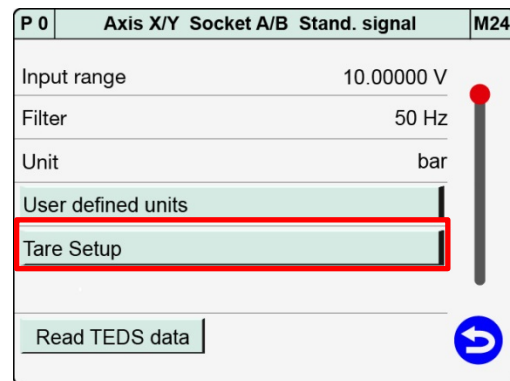 P 0 Axis X/Y Socket A/B Stand. signal M24
Input range 10.00000 V
Filter 50 Hz
Unit bar
User defined units
Tare Setup
Read TEDS data